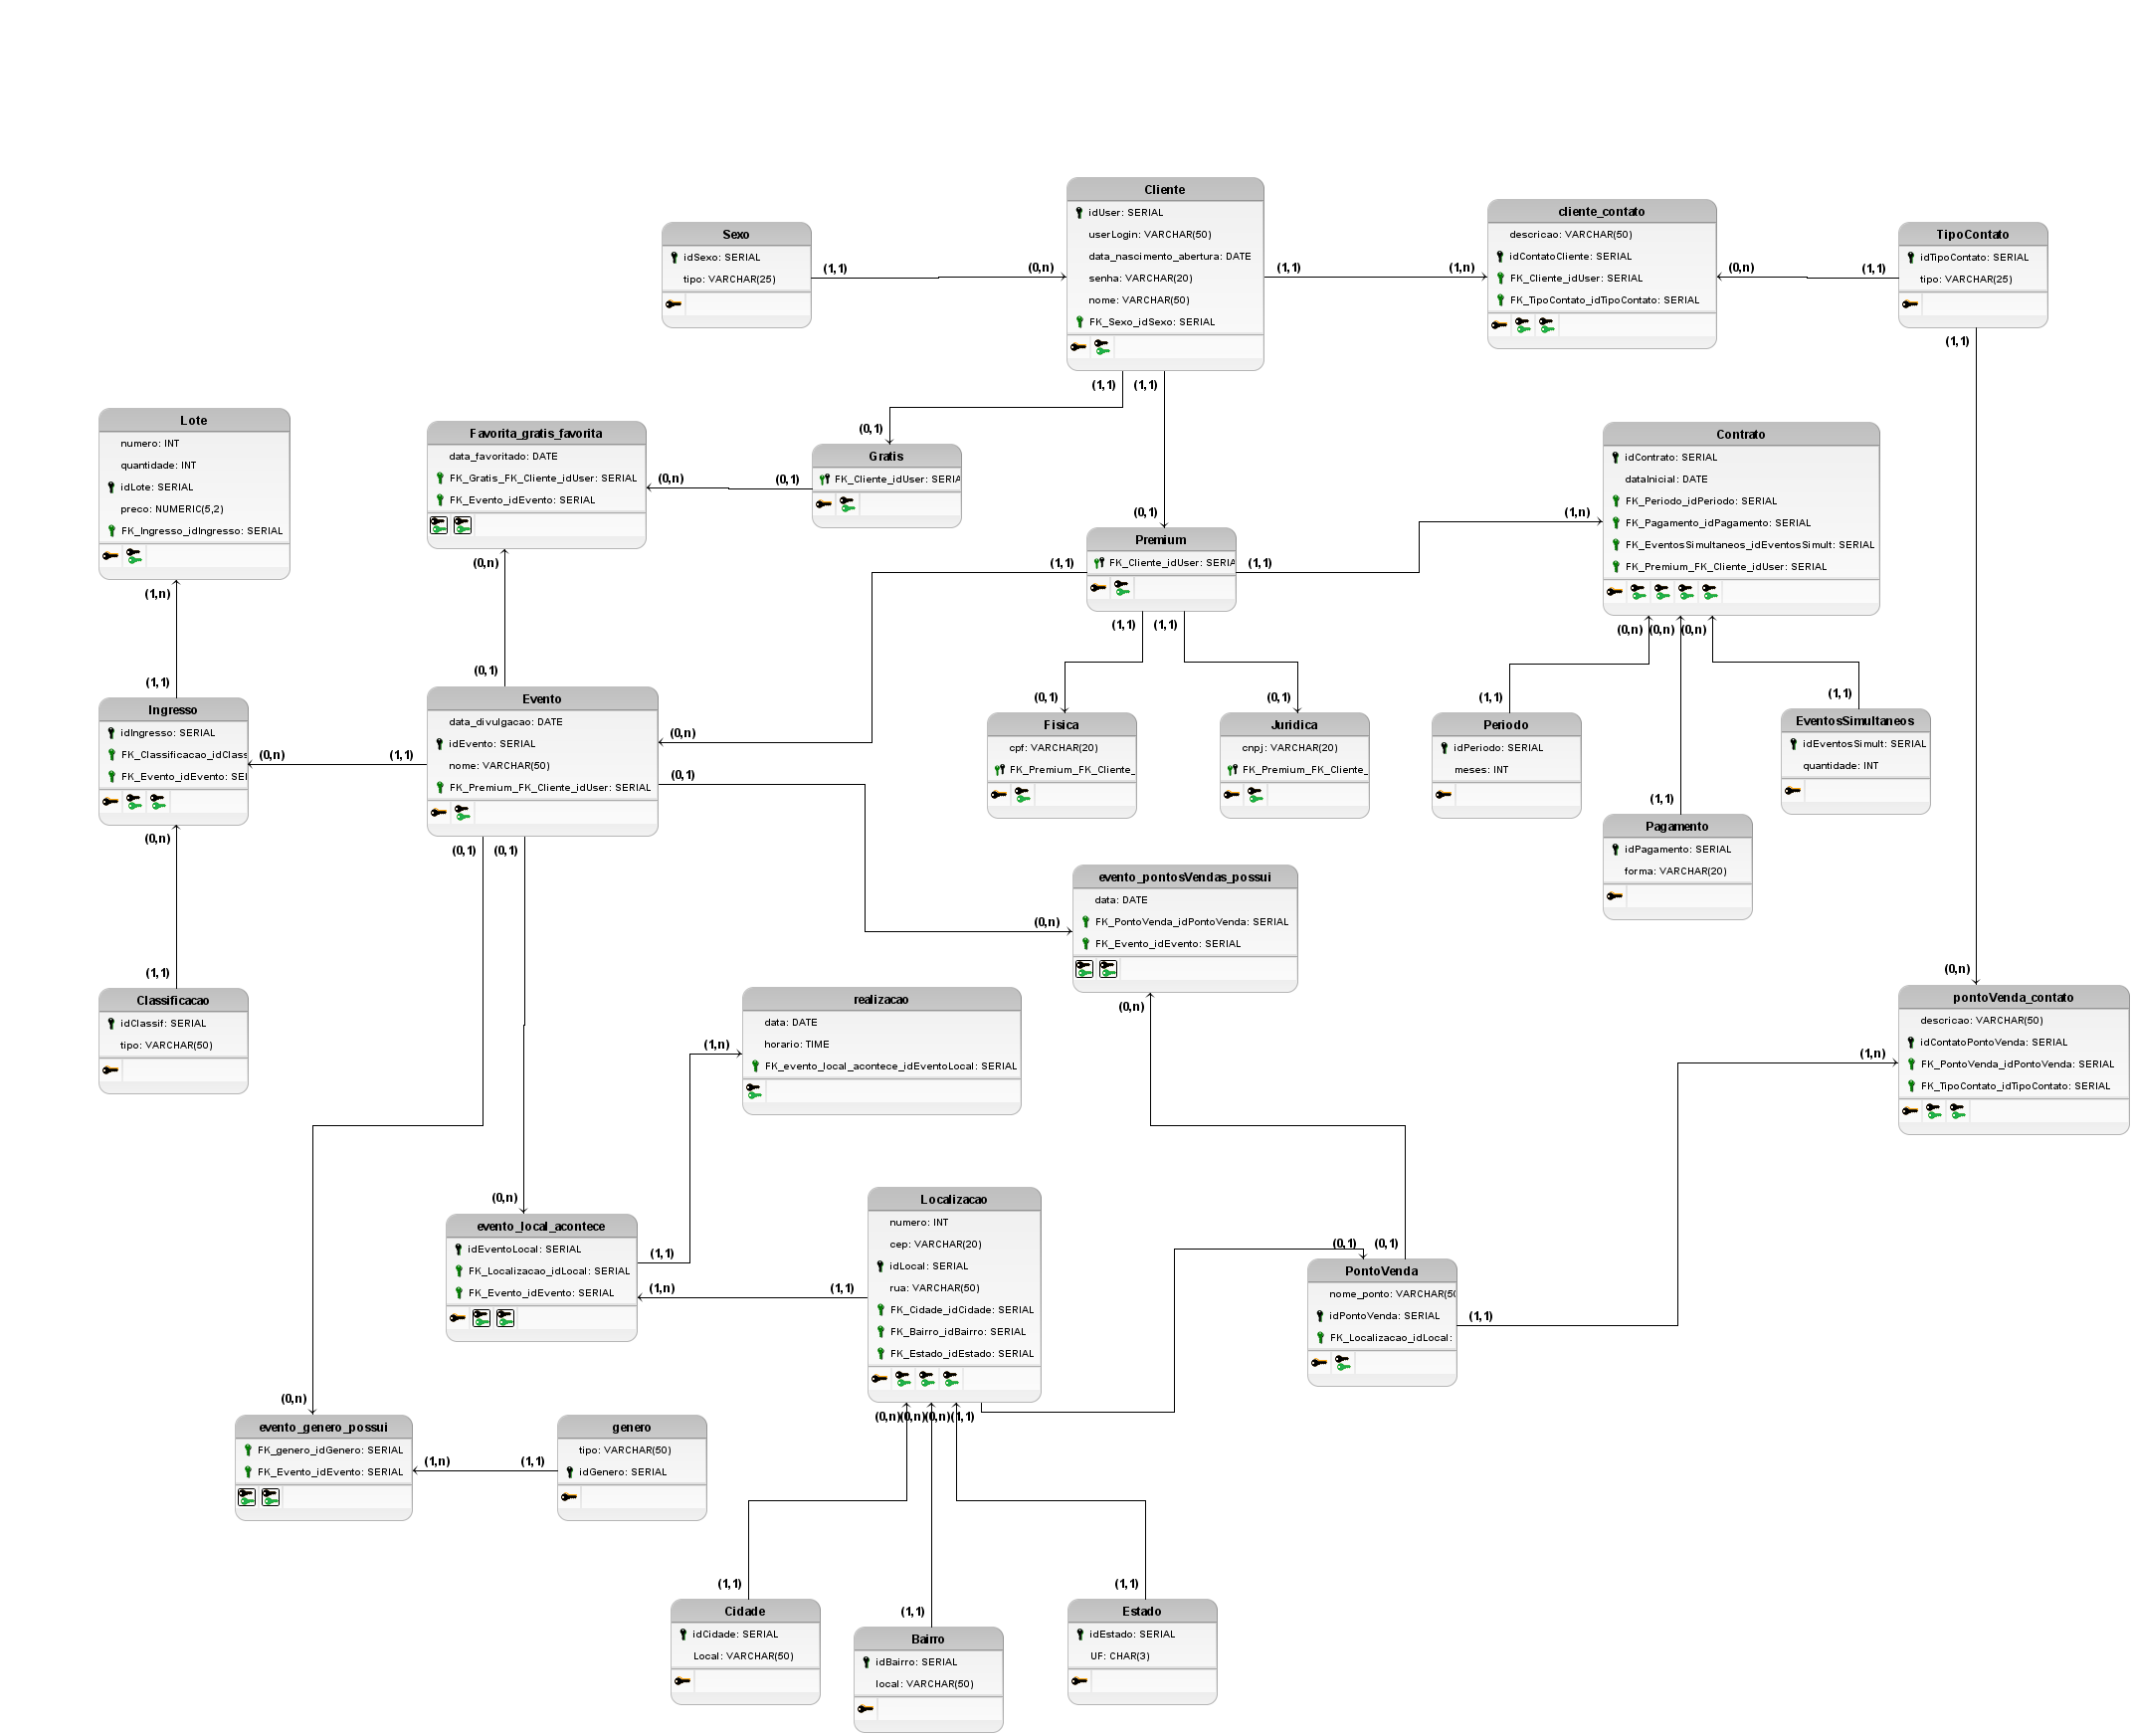 Cliente
idUser: SERIAL
userLogin: VARCHAR(50)
data_nascimento_abertura: DATE
senha: VARCHAR(20)
nome: VARCHAR(50)
FK_Sexo_idSexo: SERIAL
Sexo
idSexo: SERIAL
tipo: VARCHAR(25)
(1,1)
(0,n)
(1,1)
(1,n)
cliente_contato
descricao: VARCHAR(50)
idContatoCliente: SERIAL
FK_Cliente_idUser: SERIAL
FK_TipoContato_idTipoContato: SERIAL
(0,n)
(1,1)
TipoContato
idTipoContato: SERIAL
tipo: VARCHAR(25)
(1,1)
(1,1)
(1,1)
(0,1)
(0,1)
Lote
numero: INT
quantidade: INT
idLote: SERIAL
preco: NUMERIC(5,2)
FK_Ingresso_idIngresso: SERIAL
(1,n)
(1,1)
Favorita_gratis_favorita
data_favoritado: DATE
FK_Gratis_FK_Cliente_idUser: SERIAL
FK_Evento_idEvento: SERIAL
(0,n)
(0,1)
(0,n)
(0,1)
Gratis
FK_Cliente_idUser: SERIA
Premium
FK_Cliente_idUser: SERIA
(1,1)
(1,1)
(1,n)
(1,1)
(1,1)
Contrato
idContrato: SERIAL
dataInicial: DATE
FK_Periodo_idPeriodo: SERIAL
FK_Pagamento_idPagamento: SERIAL
FK_EventosSimultaneos_idEventosSimult: SERIAL
FK_Premium_FK_Cliente_idUser: SERIAL
(0,n)
(0,n)
(0,n)
Ingresso
idIngresso: SERIAL
FK_Classificacao_idClass
FK_Evento_idEvento: SEI
(0,n)
(1,1)
(0,n)
(1,1)
Evento
data_divulgacao: DATE
idEvento: SERIAL
nome: VARCHAR(50)
FK_Premium_FK_Cliente_idUser: SERIAL
(0,n)
(0,1)
(0,1)
(0,1)
(0,1)
(0,1)
Fisica
cpf: VARCHAR(20)
FK_Premium_FK_Cliente_
Juridica
cnpj: VARCHAR(20)
FK_Premium_FK_Cliente_
(1,1)
Periodo
idPeriodo: SERIAL
meses: INT
(1,1)
EventosSimultaneos
idEventosSimult: SERIAL
quantidade: INT
(1,1)
Pagamento
idPagamento: SERIAL
forma: VARCHAR(20)
evento_pontosVendas_possui
data: DATE
FK_PontoVenda_idPontoVenda: SERIAL
FK_Evento_idEvento: SERIAL
(0,n)
(0,n)
Classificacao
idClassif: SERIAL
tipo: VARCHAR(50)
realizacao
data: DATE
horario: TIME
FK_evento_local_acontece_idEventoLocal: SERIAL
(1,n)
(0,n)
pontoVenda_contato
descricao: VARCHAR(50)
idContatoPontoVenda: SERIAL
FK_PontoVenda_idPontoVenda: SERIAL
FK_TipoContato_idTipoContato: SERIAL
(1,n)
(0,n)
evento_local_acontece
idEventoLocal: SERIAL
FK_Localizacao_idLocal: SERIAL
FK_Evento_idEvento: SERIAL
(1,1)
(1,n)
(1,1)
Localizacao
numero: INT
cep: VARCHAR(20)
idLocal: SERIAL
rua: VARCHAR(50)
FK_Cidade_idCidade: SERIAL
FK_Bairro_idBairro: SERIAL
FK_Estado_idEstado: SERIAL
(0,n)
(0,n)
(0,n)
(1,1)
(0,1)
(0,1)
PontoVenda
nome_ponto: VARCHAR(50
idPontoVenda: SERIAL
FK_Localizacao_idLocal:
(1,1)
(0,n)
evento_genero_possui
FK_genero_idGenero: SERIAL
FK_Evento_idEvento: SERIAL
(1,n)
(1,1)
genero
tipo: VARCHAR(50)
idGenero: SERIAL
(1,1)
Cidade
idCidade: SERIAL
Local: VARCHAR(50)
(1,1)
Bairro
idBairro: SERIAL
local: VARCHAR(50)
(1,1)
Estado
idEstado: SERIAL
UF: CHAR(3)